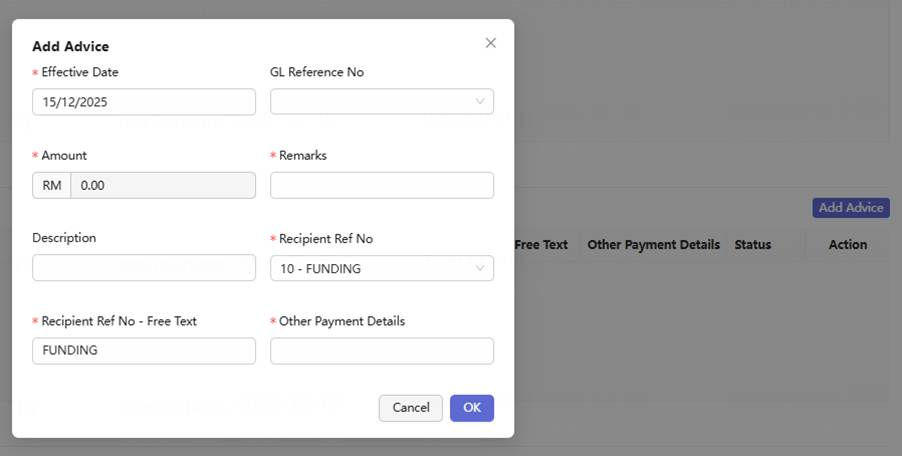 Add Advice
* Effective Date
15/12/2025
GL Reference No
* Amount
RM 0.00
* Remarks
Description
* Recipient Ref No
10 - FUNDING
* Recipient Ref No - Free Text
FUNDING
* Other Payment Details
Cancel OK
Add Advice
Free Text Other Payment Details Status Action